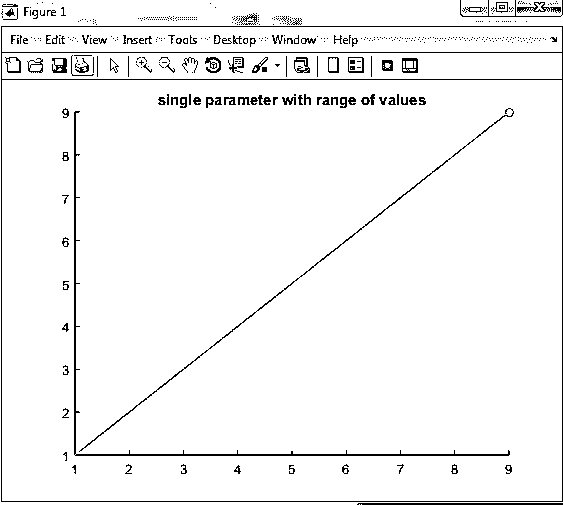 Figure 1
File Edit View Insert Tools Desktop Window Help
single parameter with range of values
9
8
7
6
5
4
3
2
1
1 2 3 4 5 6 7 8 9